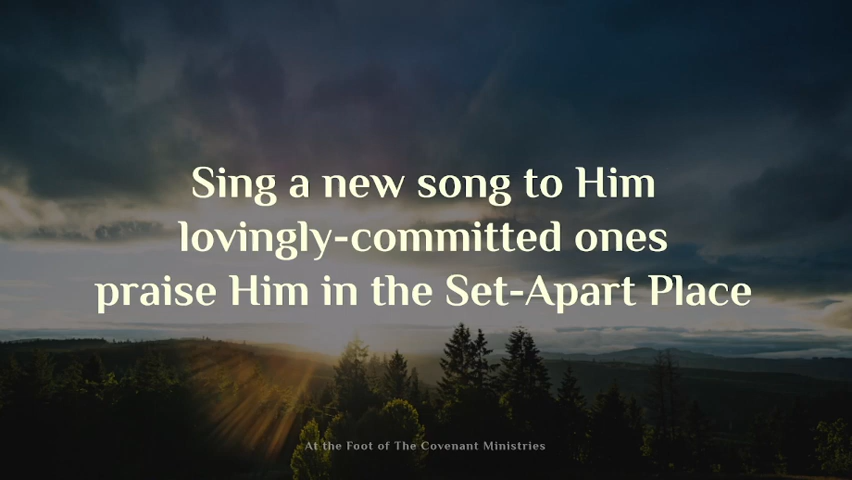 Sing a new song to Him
lovingly-committed ones
praise Him in the Set-Apart Place
At the Foot of The Covenant Ministries